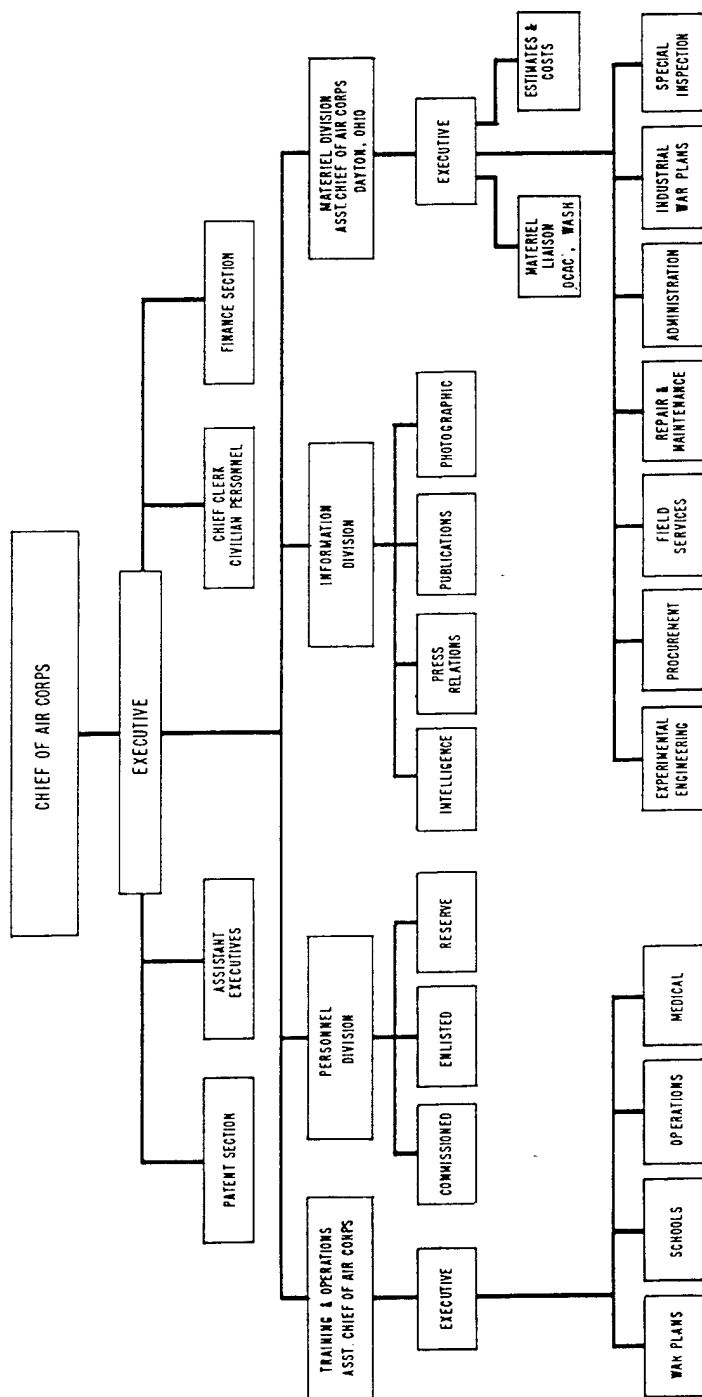 CHIEF OF AIR CORPS
EXECUTIVE
PATENT SECTION
ASSISTANT
EXECUTIVES
CHIEF CLERK
CIVILIAN PERSONNEL
FINANCE SECTION
TRAINING & OPERATIONS
ASST. CHIEF OF AIR CORPS
PERSONNEL
DIVISION
INFORMATION
DIVISION
MATERIEL DIVISION
ASST. CHIEF OF AIR CORPS
DAYTON, OHIO
EXECUTIVE
COMMISSIONED
ENLISTED
RESERVE
INTELLIGENCE
PRESS
RELATIONS
PUBLICATIONS
PHOTOGRAPHIC
EXECUTIVE
MATERIEL
LIAISON
OCAC', WASH
ESTIMATES &
COSTS
WAR PLANS
SCHOOLS
OPERATIONS
MEDICAL
EXPERIMENTAL
ENGINEERING
PROCUREMENT
FIELD
SERVICES
REPAIR &
MAINTENANCE
ADMINISTRATION
INDUSTRIAL
WAR PLANS
SPECIAL
INSPECTION